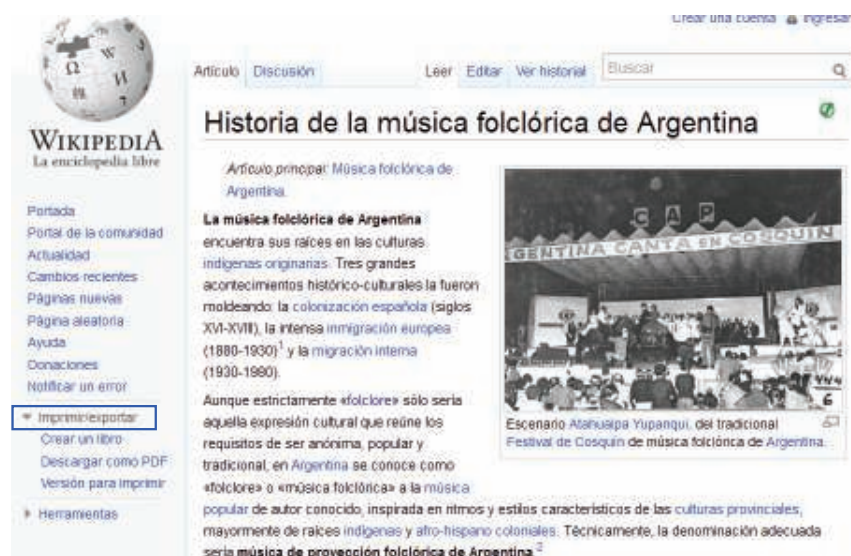 Crear una cuenta Ingresar
Artículo Discusión Leer Editar Ver historial Buscar
WIKIPEDIA
La enciclopedia libre
Portada
Portal de la comunidad
Actualidad
Cambios recientes
Páginas nuevas
Página aleatoria
Ayuda
Donaciones
Notificar un error
Imprimir/exportar
Crear un libro
Descargar como PDF
Versión para imprimir
Herramientas
Historia de la música folclórica de Argentina
Artículo principal: Música folclórica de
Argentina.
La música folclórica de Argentina
encuentra sus raíces en las culturas
indígenas originarias. Tres grandes
acontecimientos histórico-culturales la fueron
moldeando: la colonización española (siglos
XVI-XVIII), la intensa inmigración europea
(1880-1930)1 y la migración interna
(1930-1980).
Aunque estrictamente «folclore» sólo sería
aquella expresión cultural que reúne los
requisitos de ser anónima, popular y
tradicional, en Argentina se conoce como
«folclore» o «música folclórica» a la música
popular de autor conocido, inspirada en ritmos y estilos característicos de las culturas provinciales,
mayormente de raíces indígenas y afro-hispano coloniales. Técnicamente, la denominación adecuada
sería música de proyección folclórica de Argentina.2
C A P
GENTINA CANTA EN COSQUIN
6
Escenario Atahualpa Yupanqui, del tradicional
Festival de Cosquín de música folclórica de Argentina.